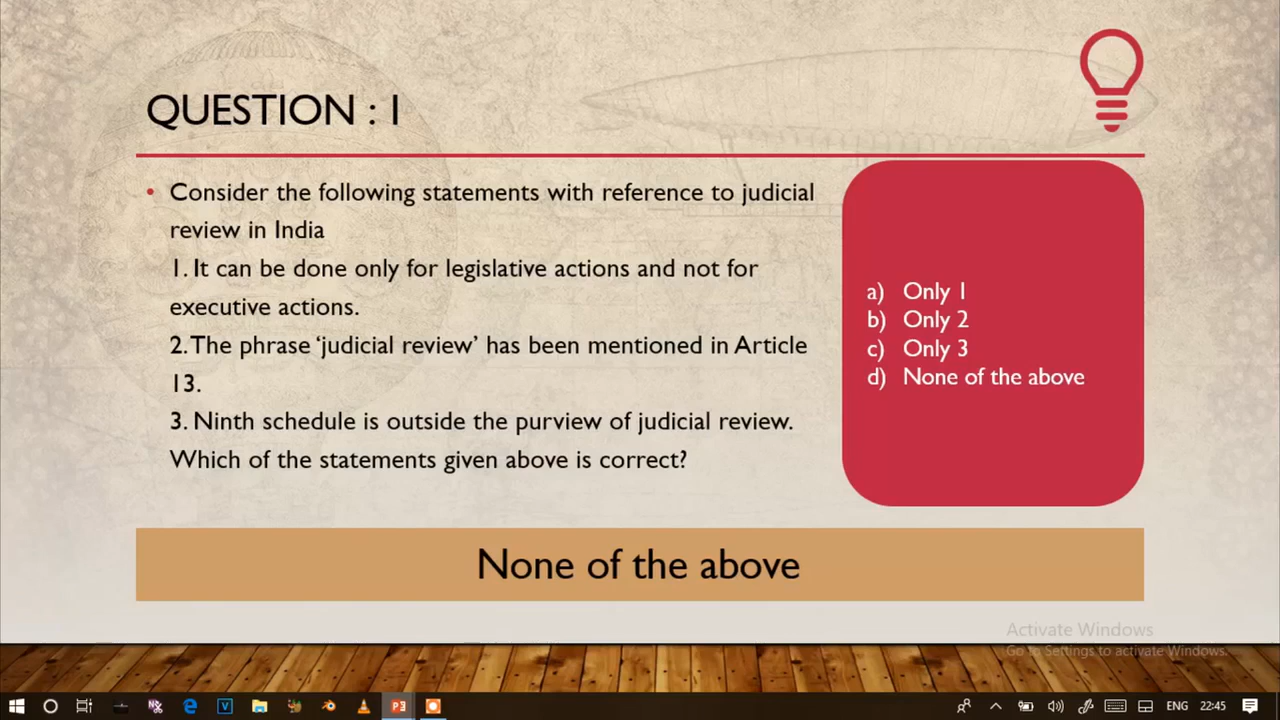 QUESTION : 1
• Consider the following statements with reference to judicial
review in India
1. It can be done only for legislative actions and not for
executive actions.
2.The phrase ‘judicial review’ has been mentioned in Article
13.
3. Ninth schedule is outside the purview of judicial review.
Which of the statements given above is correct?
a) Only 1
b) Only 2
c) Only 3
d) None of the above
None of the above
Activate Windows
Go to Settings to activate Windows.
ENG 22:45